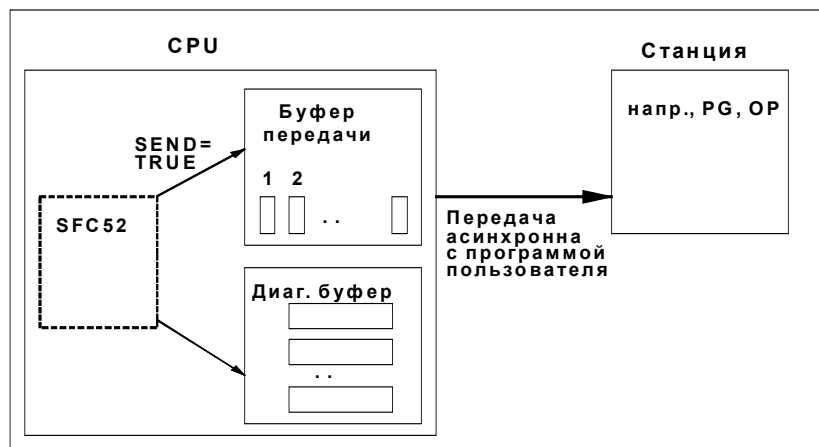 CPU
Станция
Буфер
передачи
напр., PG, OP
SEND=
TRUE
1 2
. .
SFC52
Передача
асинхронна
с программой
пользователя
Диаг. буфер
. .